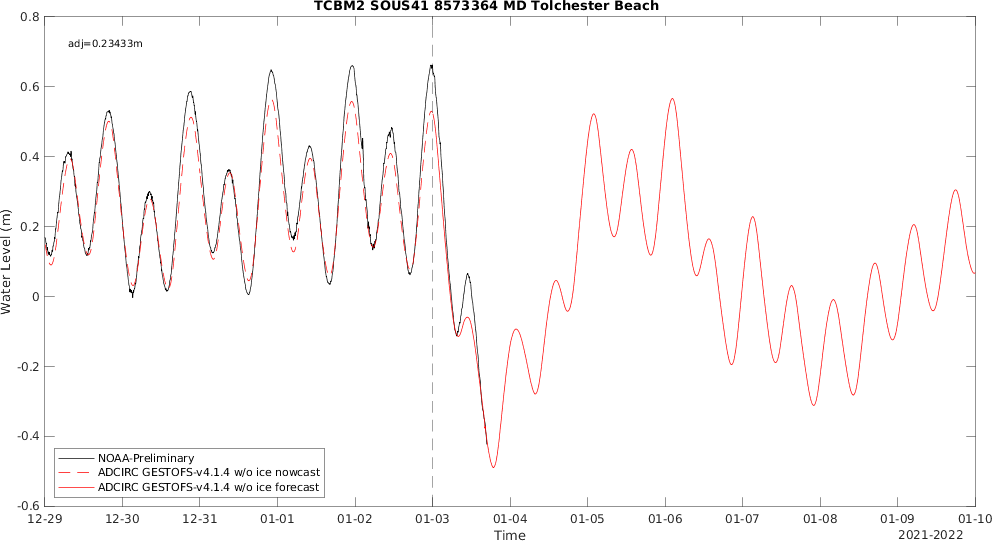 TCBM2 SOUS41 8573364 MD Tolchester Beach
adj=0.23433m
Water Level (m)
0.8
0.6
0.4
0.2
0
-0.2
-0.4
-0.6
NOAA-Preliminary
ADCIRC GESTOFS-v4.1.4 w/o ice nowcast
ADCIRC GESTOFS-v4.1.4 w/o ice forecast
12-29 12-30 12-31 01-01 01-02 01-03 01-04 01-05 01-06 01-07 01-08 01-09 01-10
Time
2021-2022